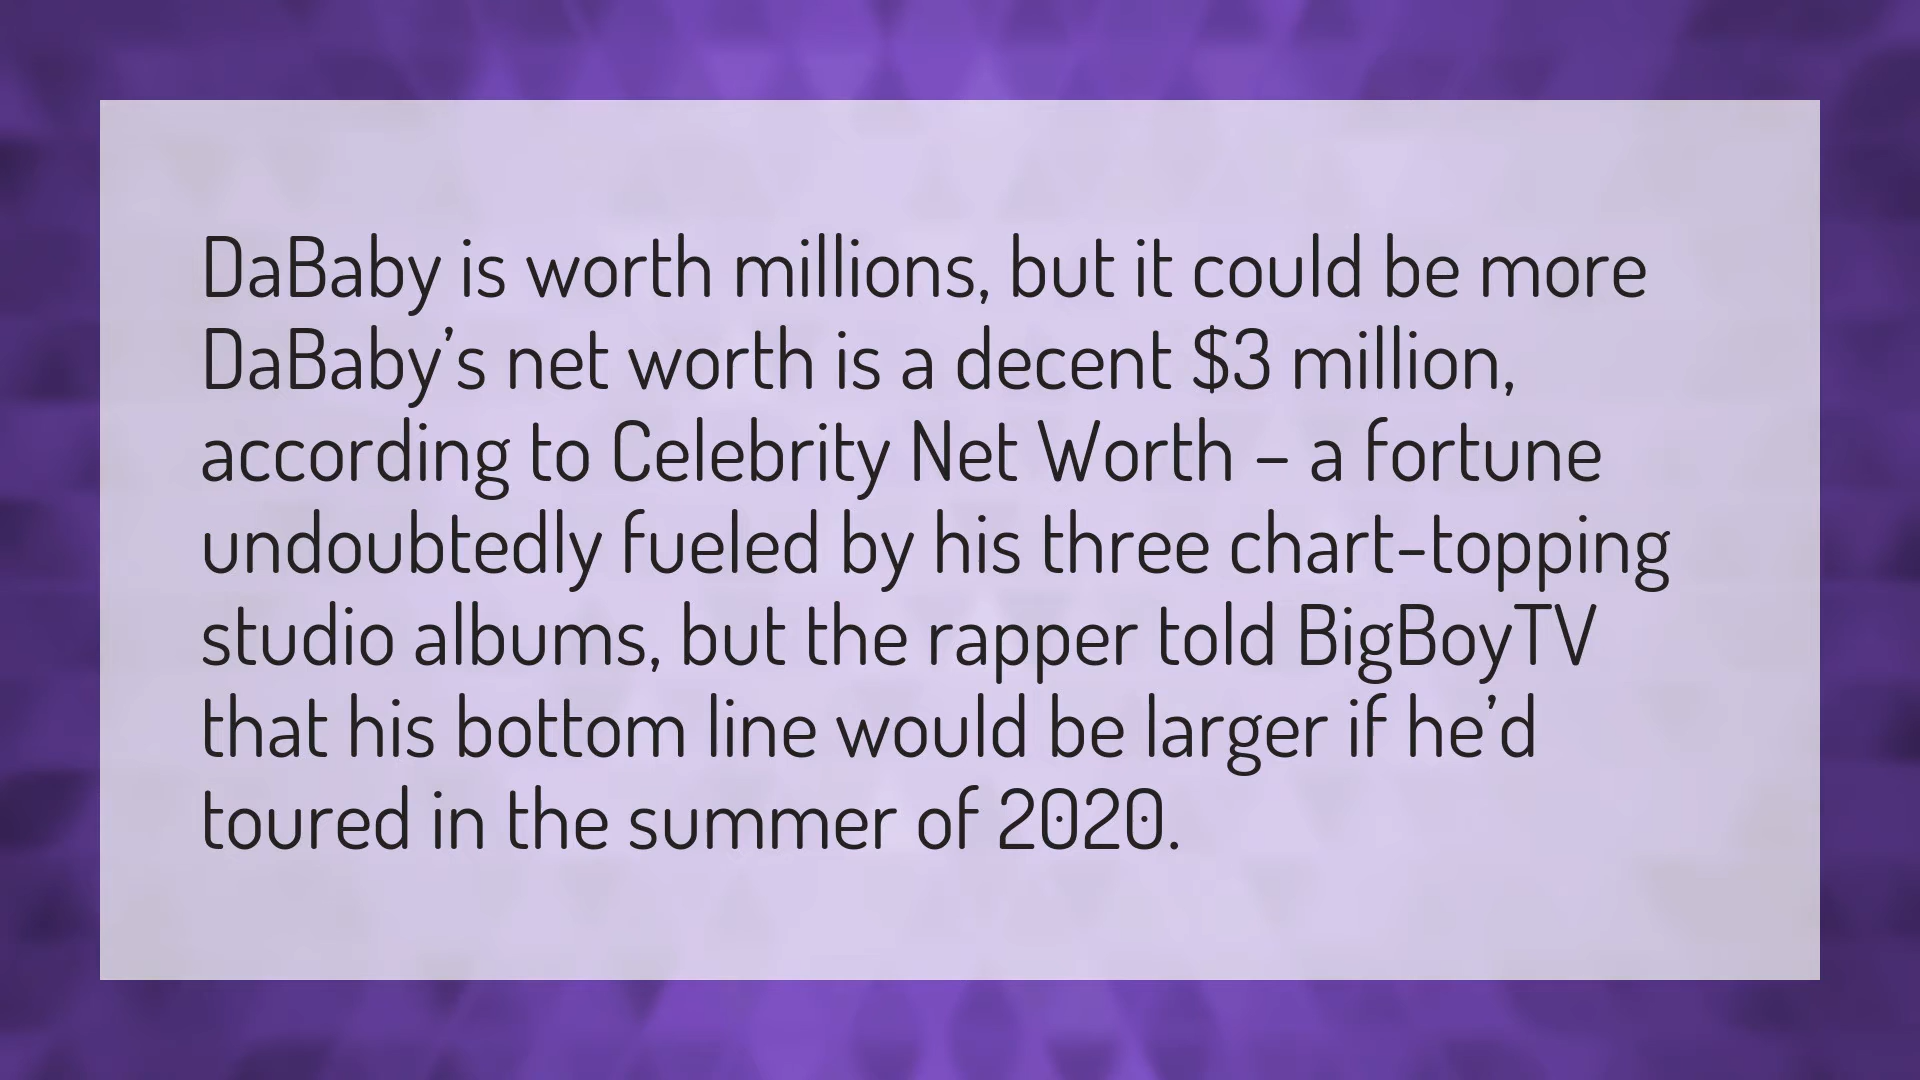 DaBaby is worth millions, but it could be more
DaBaby’s net worth is a decent $3 million,
according to Celebrity Net Worth – a fortune
undoubtedly fueled by his three chart-topping
studio albums, but the rapper told BigBoyTV
that his bottom line would be larger if he’d
toured in the summer of 2020.